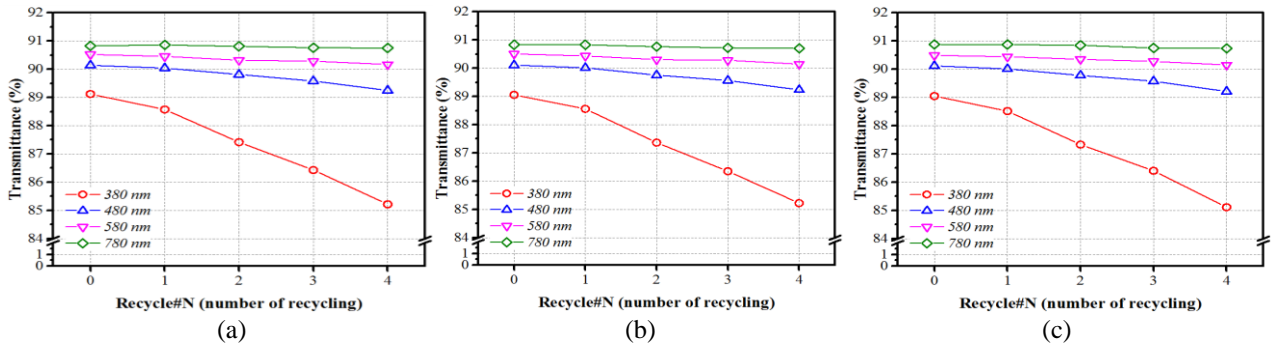 92
91
90
89
88
87
86
85
84
1
0
Transmittance (%)
380 nm
480 nm
580 nm
780 nm
0 1 2 3 4
Recycle#N (number of recycling)
(a)
92
91
90
89
88
87
86
85
84
1
0
Transmittance (%)
380 nm
480 nm
580 nm
780 nm
0 1 2 3 4
Recycle#N (number of recycling)
(b)
92
91
90
89
88
87
86
85
84
1
0
Transmittance (%)
380 nm
480 nm
580 nm
780 nm
0 1 2 3 4
Recycle#N (number of recycling)
(c)